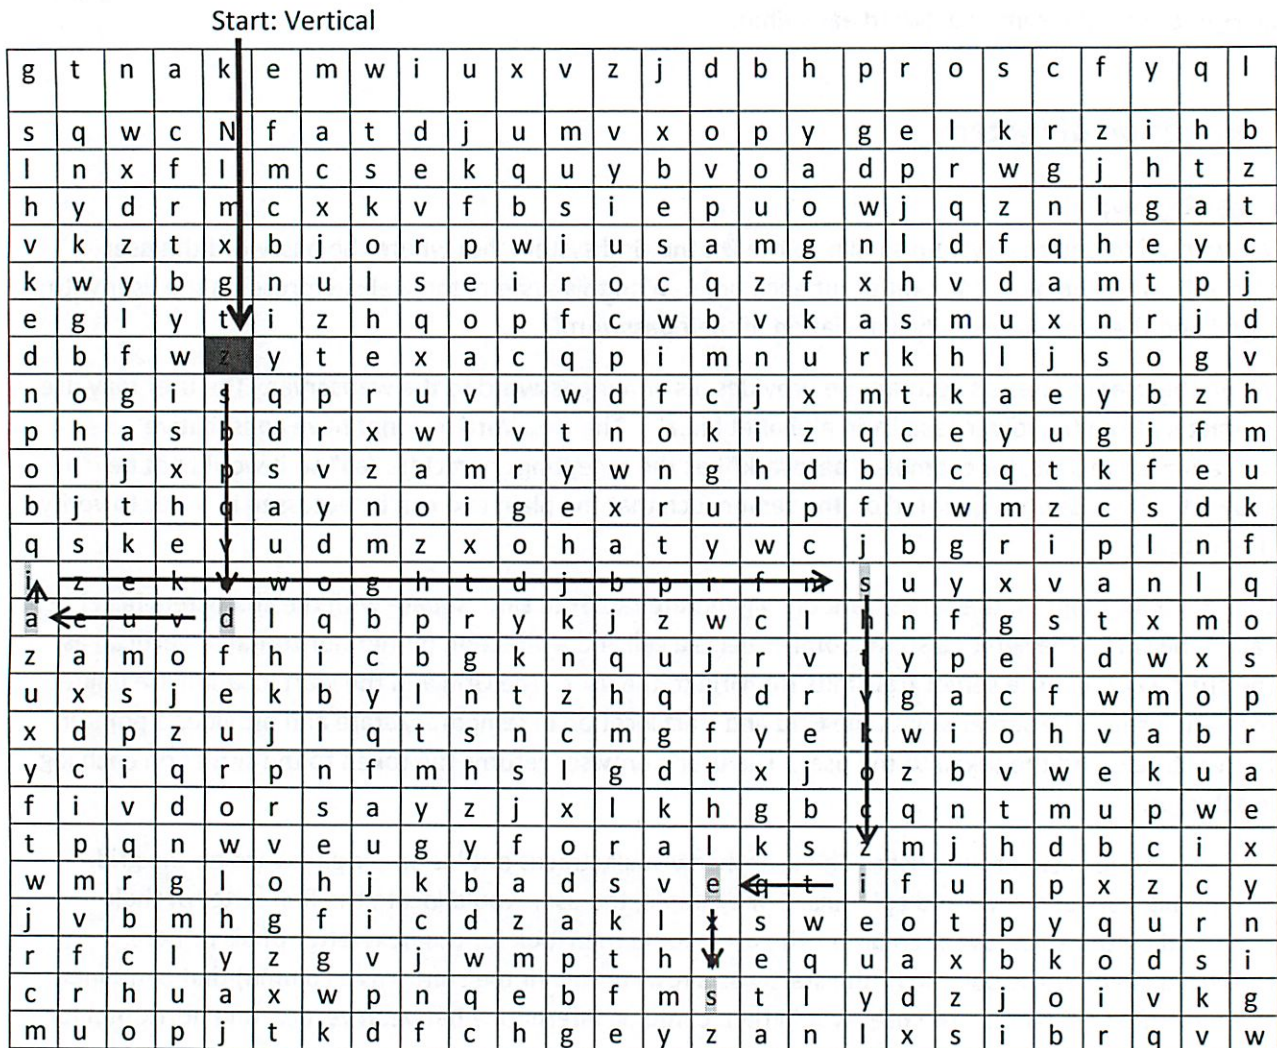 Start: Vertical
g t n a k e m w i u x v z j d b h p r o s c f y q l
s q w c N f a t d j u m v x o p y g e l k r z i h b
l n x f l m c s e k q u y b v o a d p r w g j h t z
h y d r m c x k v f b s i e p u o w j q z n l g a t
v k z t x b j o r p w i u s a m g n l d f q h e y c
k w y b g n u l s e i r o c q z f x h v d a m t p j
e g l y t i z h q o p f c w b v k a s m u x n r j d
d b f w z y t e x a c q p i m n u r k h l j s o g v
n o g i s q p r u v l w d f c j x m t k a e y b z h
p h a s b d r x w l v t n o k i z q c e y u g j f m
o l j x p s v z a m r y w n g h d b i c q t k f e u
b j t h q a y n o i g e x r u l p f v w m z c s d k
q s k e v u d m z x o h a t y w c j b g r i p l n f
i z e k w o g h t d j b p r f m s u y x v a n l q
a e u v d l q b p r y k j z w c l h n f g s t x m o
z a m o f h i c b g k n q u j r v t y p e l d w x s
u x s j e k b y l n t z h q i d r v g a c f w m o p
x d p z u j l q t s n c m g f y e k w i o h v a b r
y c i q r p n f m h s l g d t x j o z b v w e k u a
f i v d o r s a y z j x l k h g b c q n t m u p w e
t p q n w v e u g y f o r a l k s z m j h d b c i x
w m r g l o h j k b a d s v e q t i f u n p x z c y
j v b m h g f i c d z a k l x s w e o t p y q u r n
r f c l y z g v j w m p t h n e q u a x b k o d s i
c r h u a x w p n q e b f m s t l y d z j o i v k g
m u o p j t k d f c h g e y z a n l x s i b r q v w